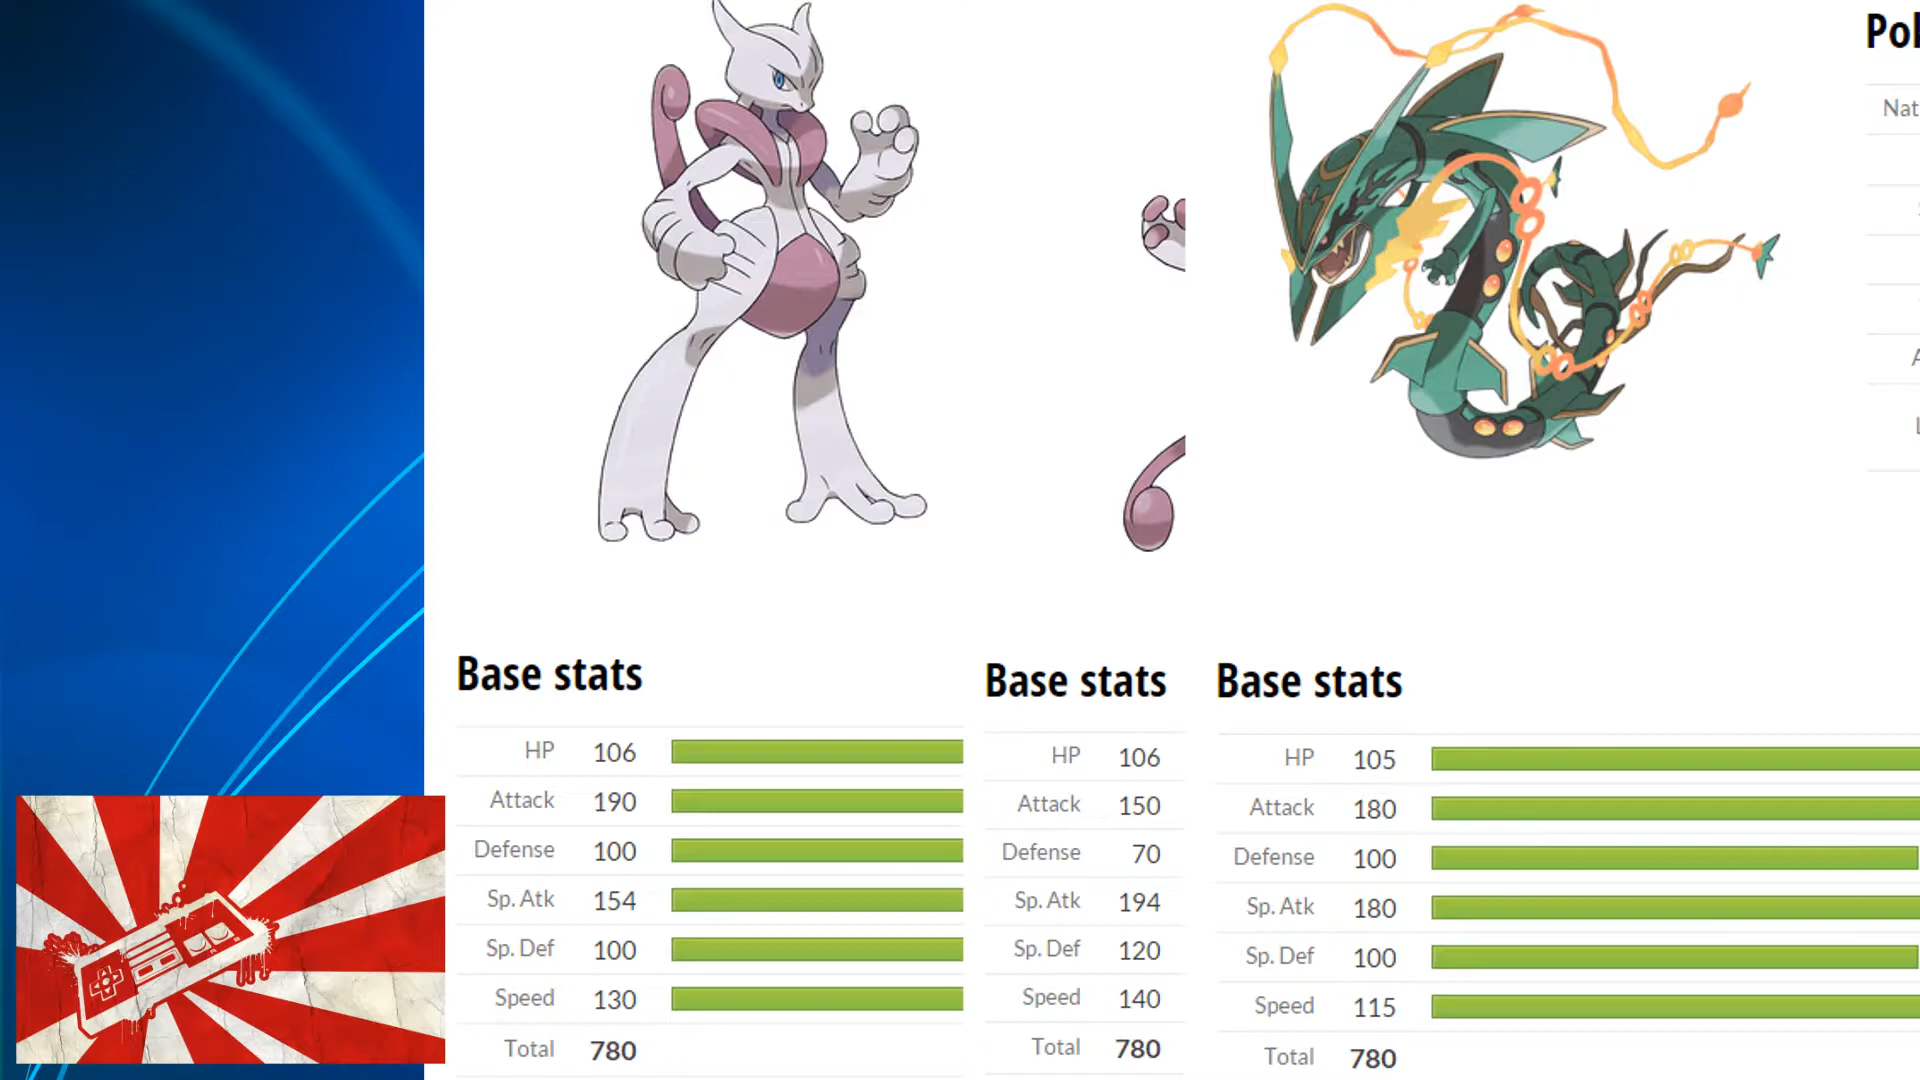 Base stats
HP 106
Attack 190
Defense 100
Sp. Atk 154
Sp. Def 100
Speed 130
Total 780
Base stats
HP 106
Attack 150
Defense 70
Sp. Atk 194
Sp. Def 120
Speed 140
Total 780
Base stats
HP 105
Attack 180
Defense 100
Sp. Atk 180
Sp. Def 100
Speed 115
Total 780
Pok
Nat